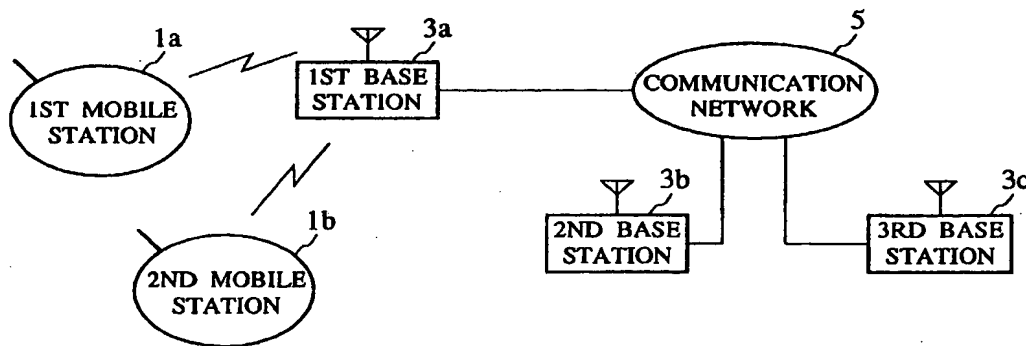 1a
1ST MOBILE
STATION
3a
1ST BASE
STATION
5
COMMUNICATION
NETWORK
1b
2ND MOBILE
STATION
3b
2ND BASE
STATION
3c
3RD BASE
STATION